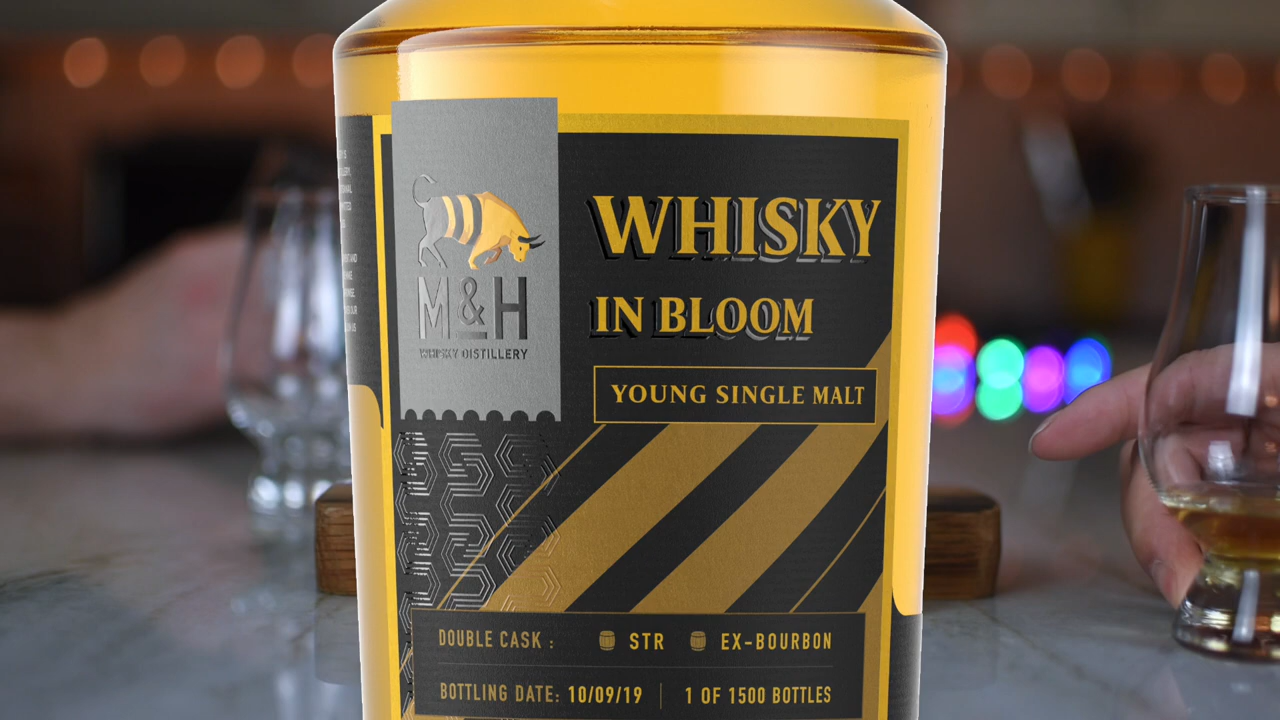 M&H
WHISKY DISTILLERY
WHISKY
IN BLOOM
YOUNG SINGLE MALT
DOUBLE CASK : STR EX-BOURBON
BOTTLING DATE: 10/09/19 1 OF 1500 BOTTLES